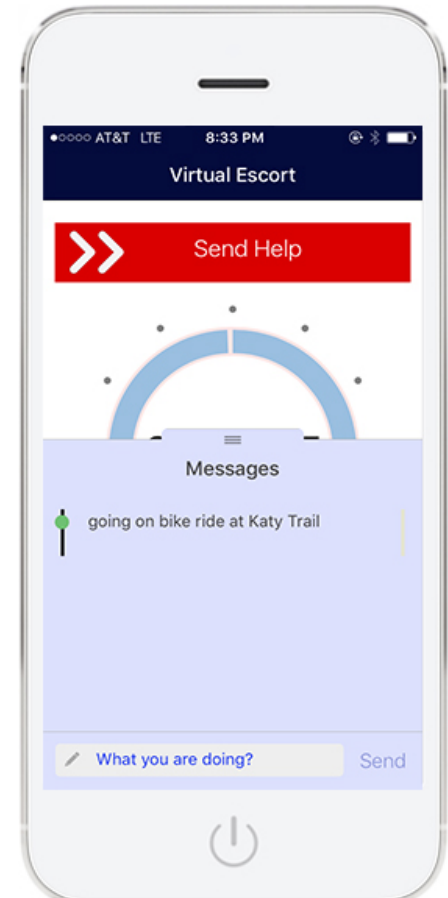 AT&T LTE 8:33 PM
Virtual Escort
Send Help
Messages
going on bike ride at Katy Trail
What you are doing? Send